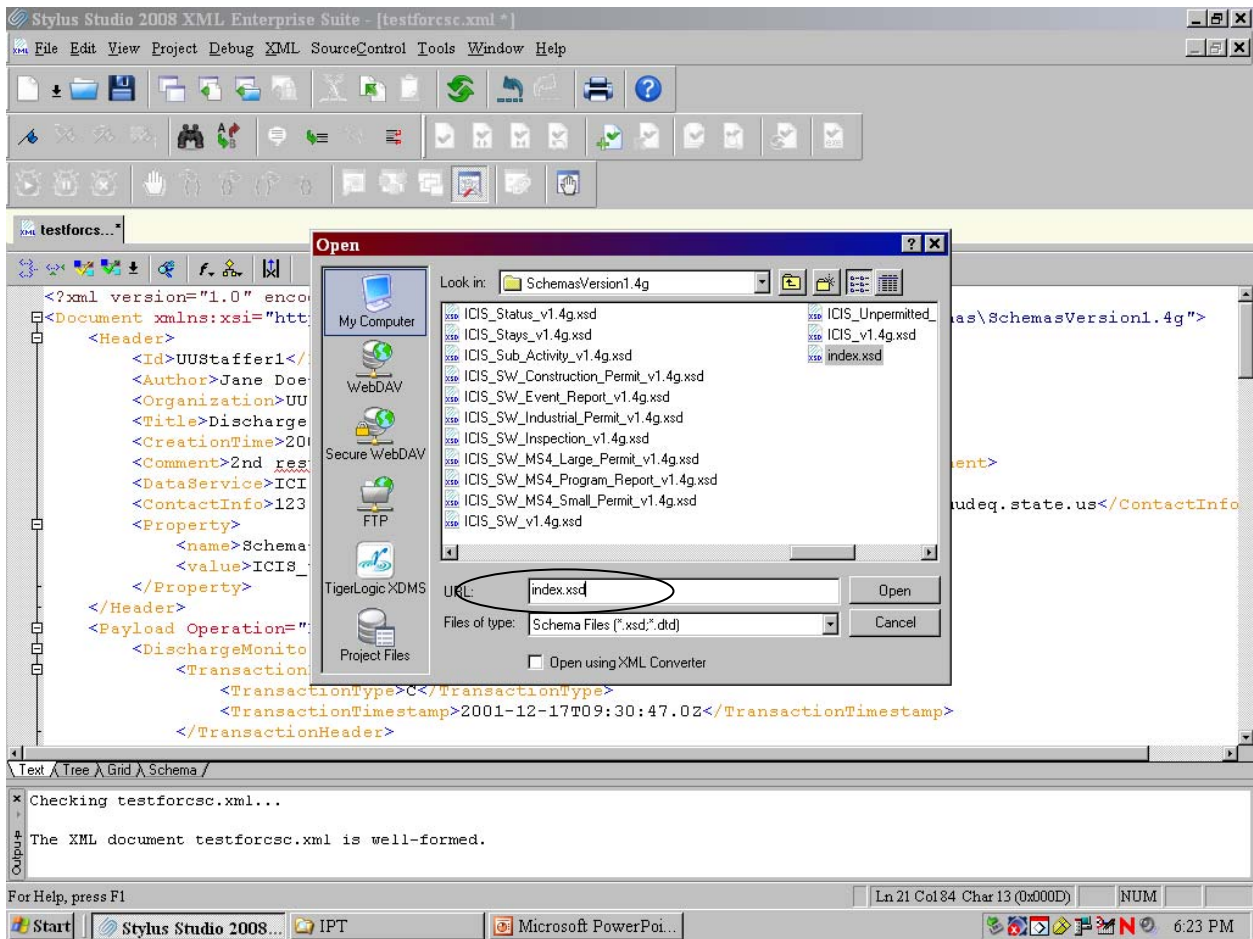 Stylus Studio 2008 XML Enterprise Suite - [testforcsc.xml *]
File Edit View Project Debug XML SourceControl Tools Window Help
testforcs...*
Open
Look in: SchemasVersion1.4g
My Computer
WebDAV
Secure WebDAV
FTP
TigerLogic XDMS
Project Files
ICIS_Status_v1.4g.xsd
ICIS_Stays_v1.4g.xsd
ICIS_Sub_Activity_v1.4g.xsd
ICIS_SW_Construction_Permit_v1.4g.xsd
ICIS_SW_Event_Report_v1.4g.xsd
ICIS_SW_Industrial_Permit_v1.4g.xsd
ICIS_SW_Inspection_v1.4g.xsd
ICIS_SW_MS4_Large_Permit_v1.4g.xsd
ICIS_SW_MS4_Program_Report_v1.4g.xsd
ICIS_SW_MS4_Small_Permit_v1.4g.xsd
ICIS_SW_v1.4g.xsd
ICIS_Unpermitted_
ICIS_v1.4g.xsd
index.xsd
URL: index.xsd
Open
Files of type: Schema Files (*.xsd;*.dtd)
Cancel
Open using XML Converter
<?xml version="1.0" enco
<Document xmlns:xsi="htt as\SchemasVersion1.4g">
<Header>
<Id>UUStaffer1</
<Author>Jane Doe
<Organization>UU
<Title>Discharge
<CreationTime>20
<Comment>2nd res ent>
<DataService>ICI
<ContactInfo>123 udeq.state.us</ContactInfo
<Property>
<name>Schema
<value>ICIS_
</Property>
</Header>
<Payload Operation="
<DischargeMonito
<Transaction
<TransactionType>C</TransactionType>
<TransactionTimestamp>2001-12-17T09:30:47.0Z</TransactionTimestamp>
</TransactionHeader>
Text Tree Grid Schema
Checking testforcsc.xml...
The XML document testforcsc.xml is well-formed.
Output
For Help, press F1
Ln 21 Col 84 Char 13 (0x000D) NUM
Start Stylus Studio 2008... IPT Microsoft PowerPoi... 6:23 PM